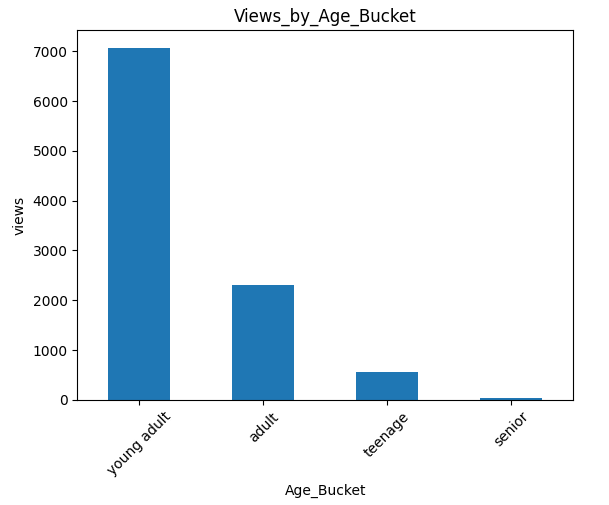 Views_by_Age_Bucket
7000
6000
5000
4000
3000
2000
1000
0
views
young adult
adult
teenage
senior
Age_Bucket